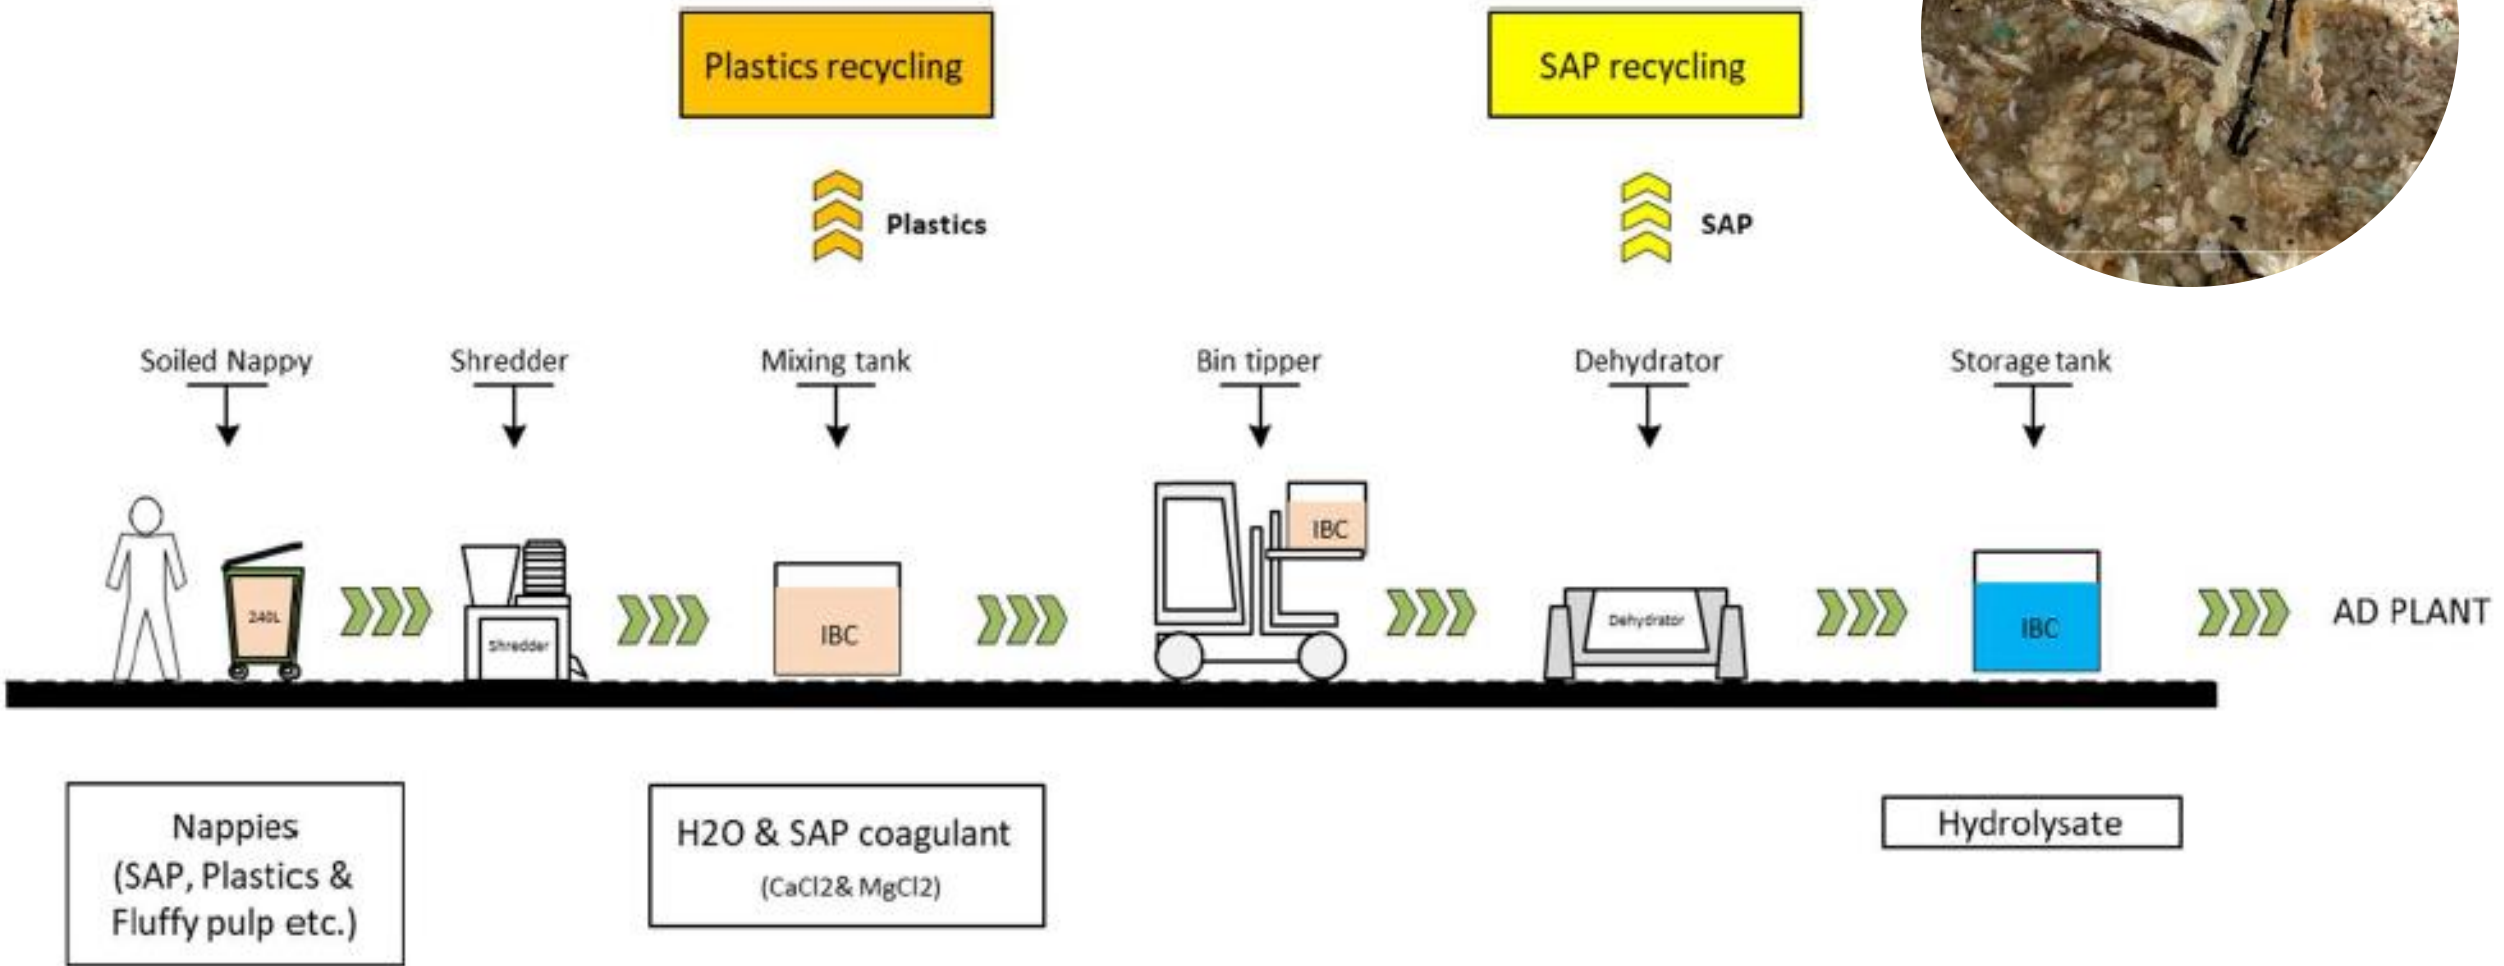 Plastics recycling
SAP recycling
Plastics
SAP
Soiled Nappy
Shredder
Mixing tank
Bin tipper
Dehydrator
Storage tank
240L
Shredder
IBC
IBC
Dehydrator
IBC
AD PLANT
Nappies
(SAP, Plastics &
Fluffy pulp etc.)
H2O & SAP coagulant
(CaCl2& MgCl2)
Hydrolysate